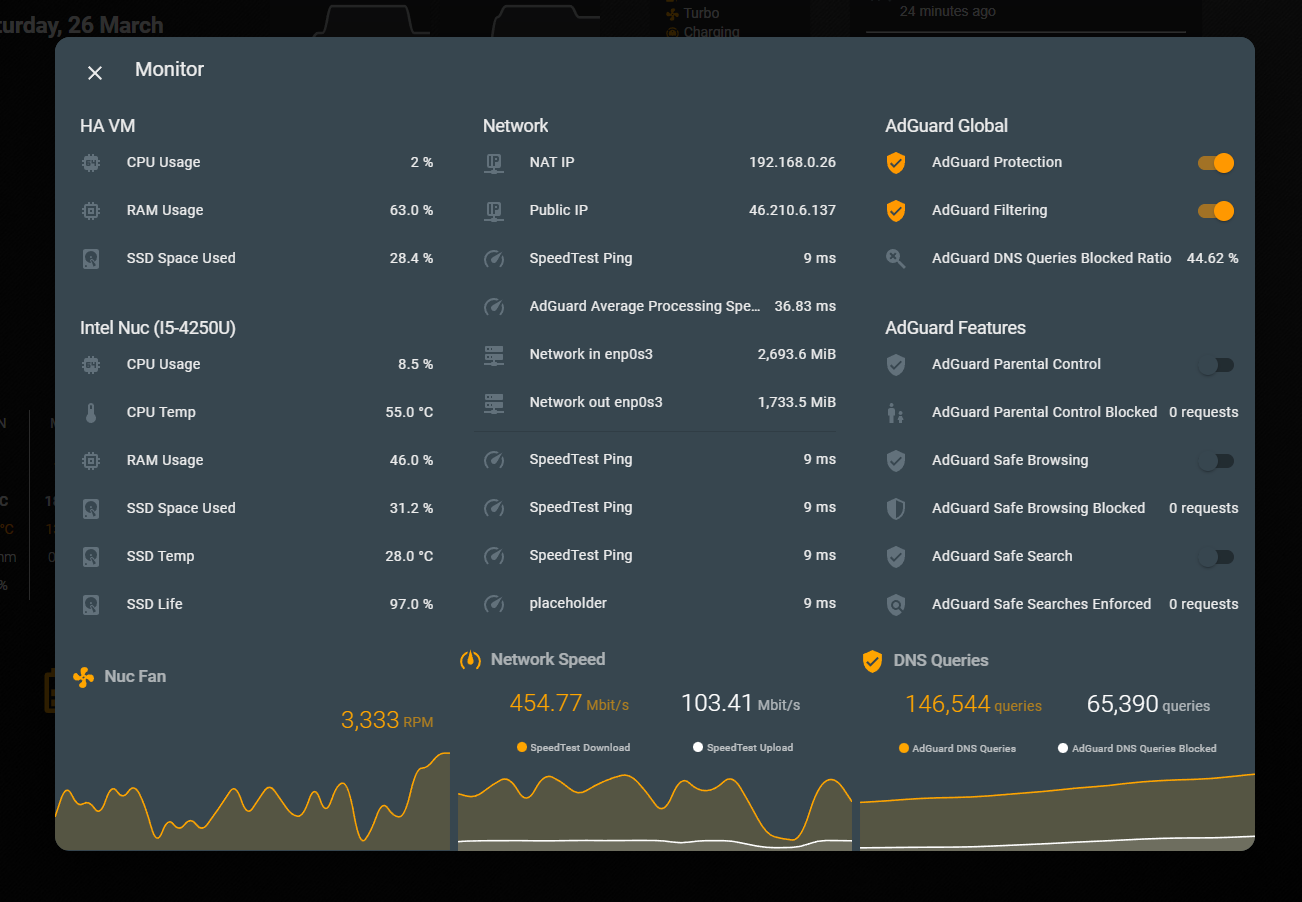 turday, 26 March
Turbo
Charging
24 minutes ago
Monitor
HA VM
CPU Usage 2 %
RAM Usage 63.0 %
SSD Space Used 28.4 %
Intel Nuc (I5-4250U)
CPU Usage 8.5 %
CPU Temp 55.0 °C
RAM Usage 46.0 %
SSD Space Used 31.2 %
SSD Temp 28.0 °C
SSD Life 97.0 %
Network
NAT IP 192.168.0.26
Public IP 46.210.6.137
SpeedTest Ping 9 ms
AdGuard Average Processing Spe... 36.83 ms
Network in enp0s3 2,693.6 MiB
Network out enp0s3 1,733.5 MiB
SpeedTest Ping 9 ms
SpeedTest Ping 9 ms
SpeedTest Ping 9 ms
placeholder 9 ms
AdGuard Global
AdGuard Protection
AdGuard Filtering
AdGuard DNS Queries Blocked Ratio 44.62 %
AdGuard Features
AdGuard Parental Control
AdGuard Parental Control Blocked 0 requests
AdGuard Safe Browsing
AdGuard Safe Browsing Blocked 0 requests
AdGuard Safe Search
AdGuard Safe Searches Enforced 0 requests
Nuc Fan
3,333 RPM
Network Speed
454.77 Mbit/s 103.41 Mbit/s
SpeedTest Download SpeedTest Upload
DNS Queries
146,544 queries 65,390 queries
AdGuard DNS Queries AdGuard DNS Queries Blocked